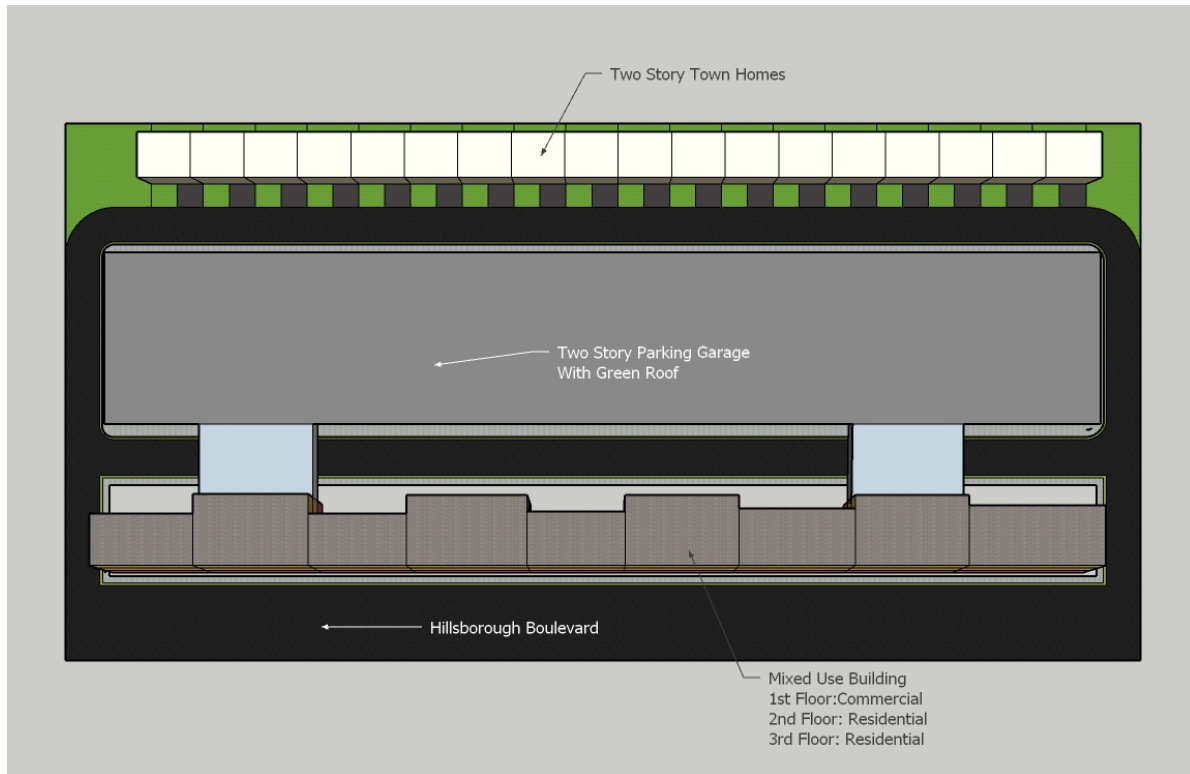 Two Story Town Homes
Two Story Parking Garage
With Green Roof
Hillsborough Boulevard
Mixed Use Building
1st Floor:Commercial
2nd Floor: Residential
3rd Floor: Residential